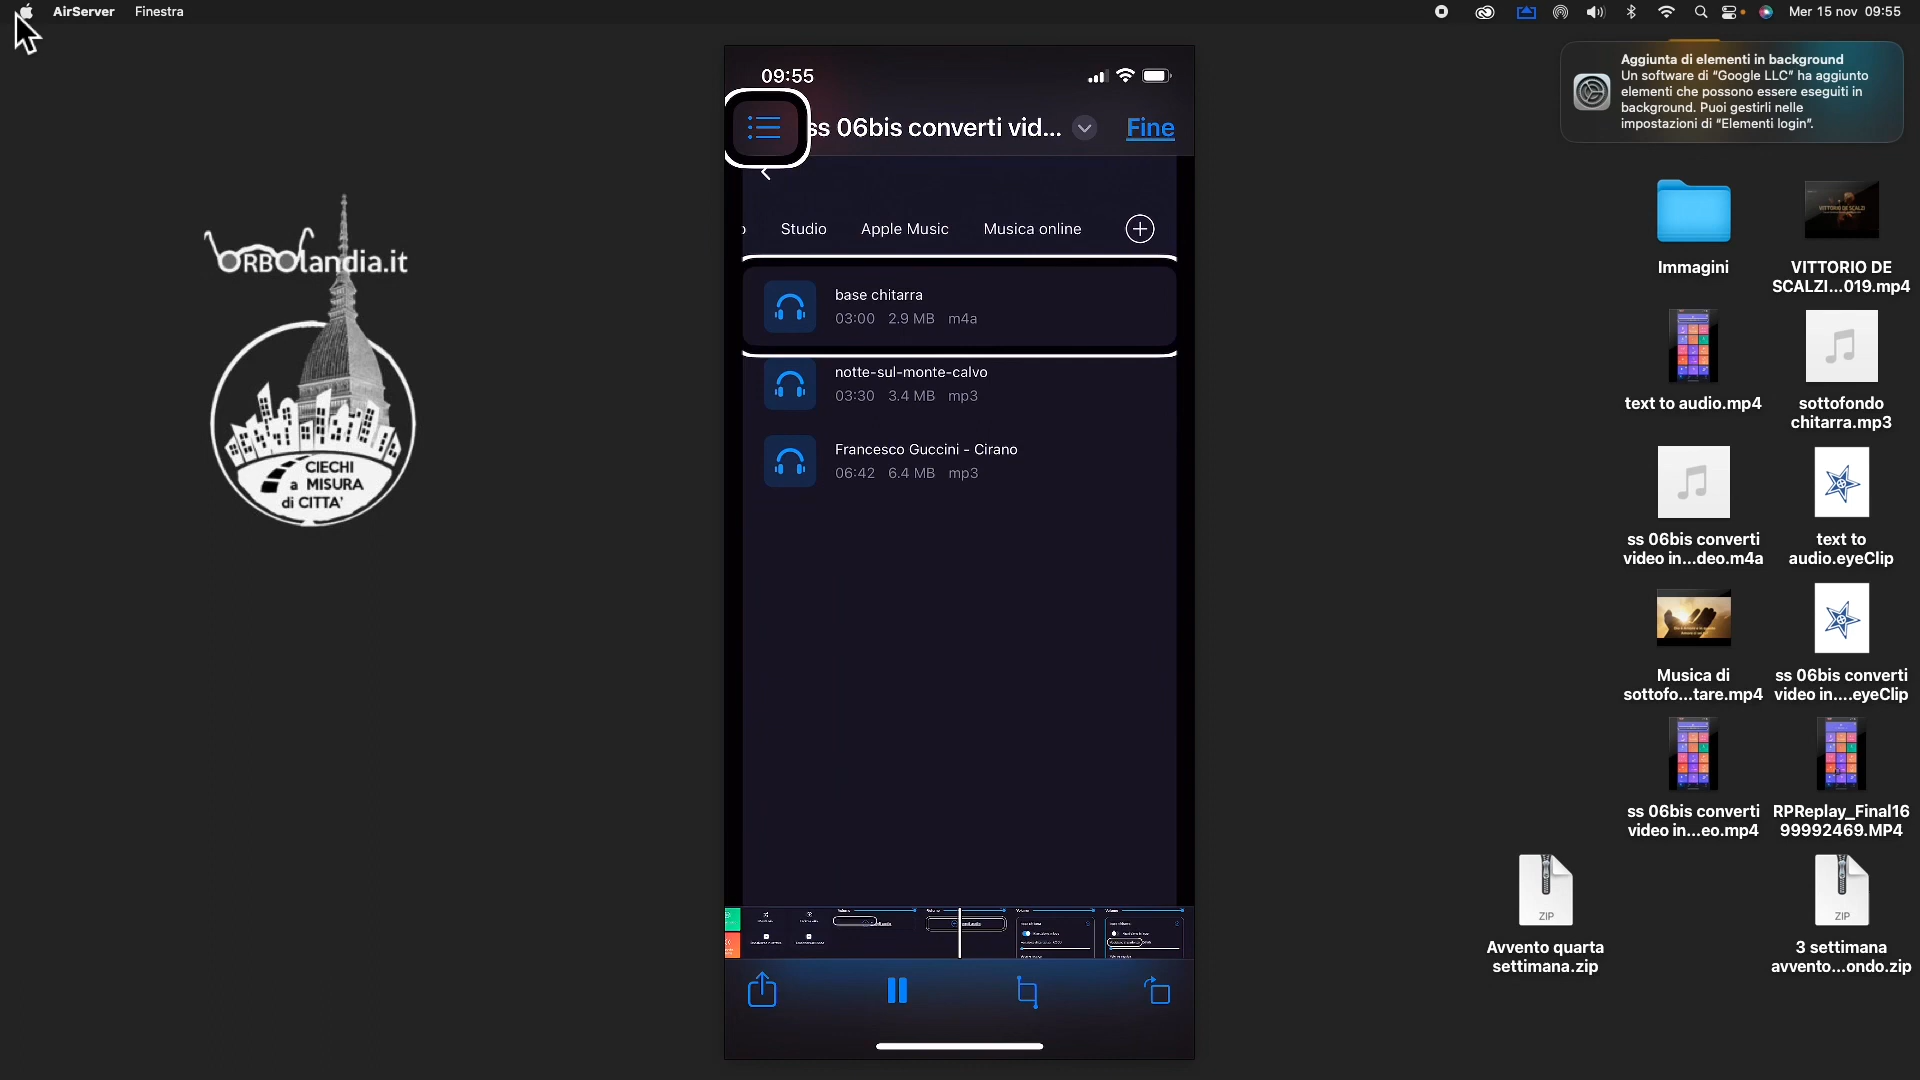 AirServer Finestra
Mer 15 nov 09:55
Aggiunta di elementi in background
Un software di “Google LLC” ha aggiunto
elementi che possono essere eseguiti in
background. Puoi gestirli nelle
impostazioni di “Elementi login”.
09:55
ss 06bis converti vid...
Fine
Studio
Apple Music
Musica online
base chitarra
03:00 2.9 MB m4a
notte-sul-monte-calvo
03:30 3.4 MB mp3
Francesco Guccini - Cirano
06:42 6.4 MB mp3
ORBOlandia.it
CIECHI
a MISURA
di CITTA'
Immagini
VITTORIO DE SCALZI
VITTORIO DE
SCALZI...019.mp4
text to audio.mp4
sottofondo
chitarra.mp3
ss 06bis converti
video in...deo.m4a
text to
audio.eyeClip
Musica di
sottofo...tare.mp4
ss 06bis converti
video in....eyeClip
ss 06bis converti
video in...eo.mp4
RPReplay_Final16
99992469.MP4
ZIP
Avvento quarta
settimana.zip
ZIP
3 settimana
avvento...ondo.zip